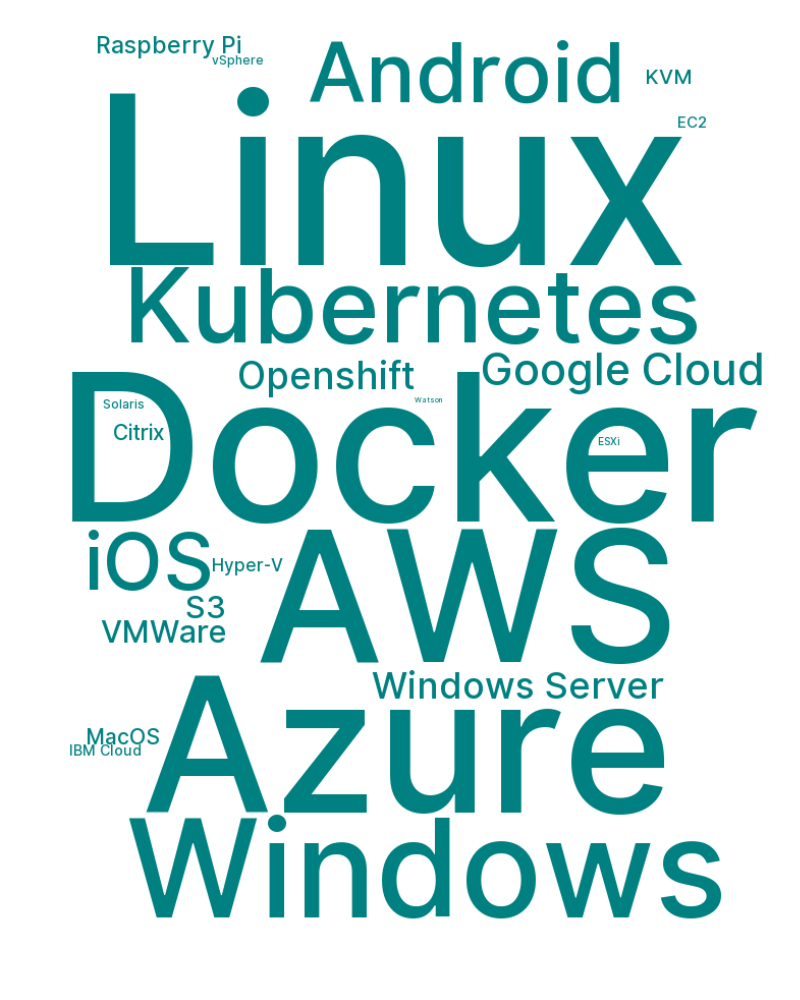 Raspberry Pi
vSphere
Android
KVM
EC2
Linux
Kubernetes
Openshift
Google Cloud
Solaris
Watson
Citrix
ESXi
Docker
iOS
Hyper-V
S3
VMWare
AWS
Windows Server
MacOS
IBM Cloud
Azure
Windows